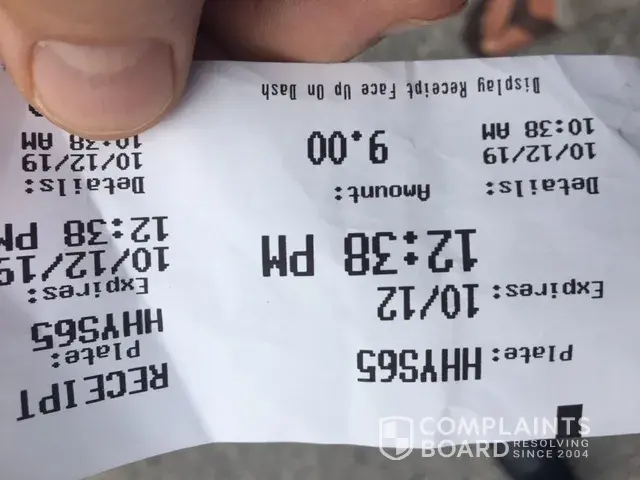 Plate: HHYS65
Expires: 10/12
12:38 PM
Details: Amount:
10/12/19 9.00
10:38 AM
Display Receipt Face Up On Dash
RECEIPT
Plate:
HHYS65
Expires:
10/12/19
12:38 PM
Details:
10/12/19
10:38 AM
COMPLAINTS
BOARD RESOLVING
SINCE 2004